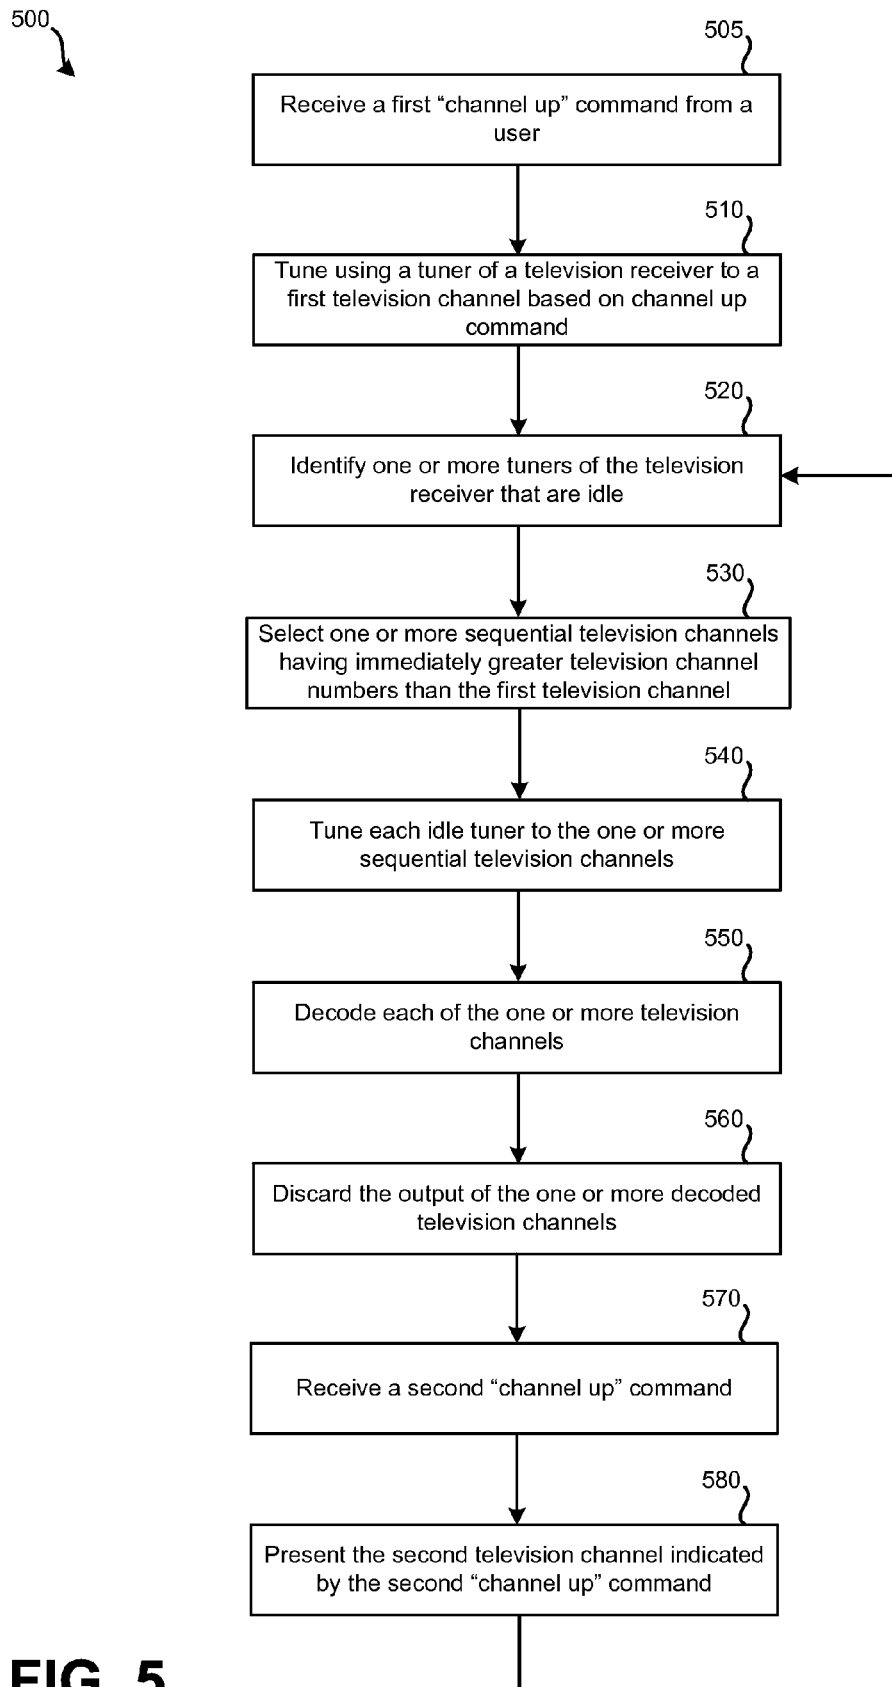 500
505
Receive a first “channel up” command from a
user
510
Tune using a tuner of a television receiver to a
first television channel based on channel up
command
520
Identify one or more tuners of the television
receiver that are idle
530
Select one or more sequential television channels
having immediately greater television channel
numbers than the first television channel
540
Tune each idle tuner to the one or more
sequential television channels
550
Decode each of the one or more television
channels
560
Discard the output of the one or more decoded
television channels
570
Receive a second “channel up” command
580
Present the second television channel indicated
by the second “channel up” command
FIG. 5